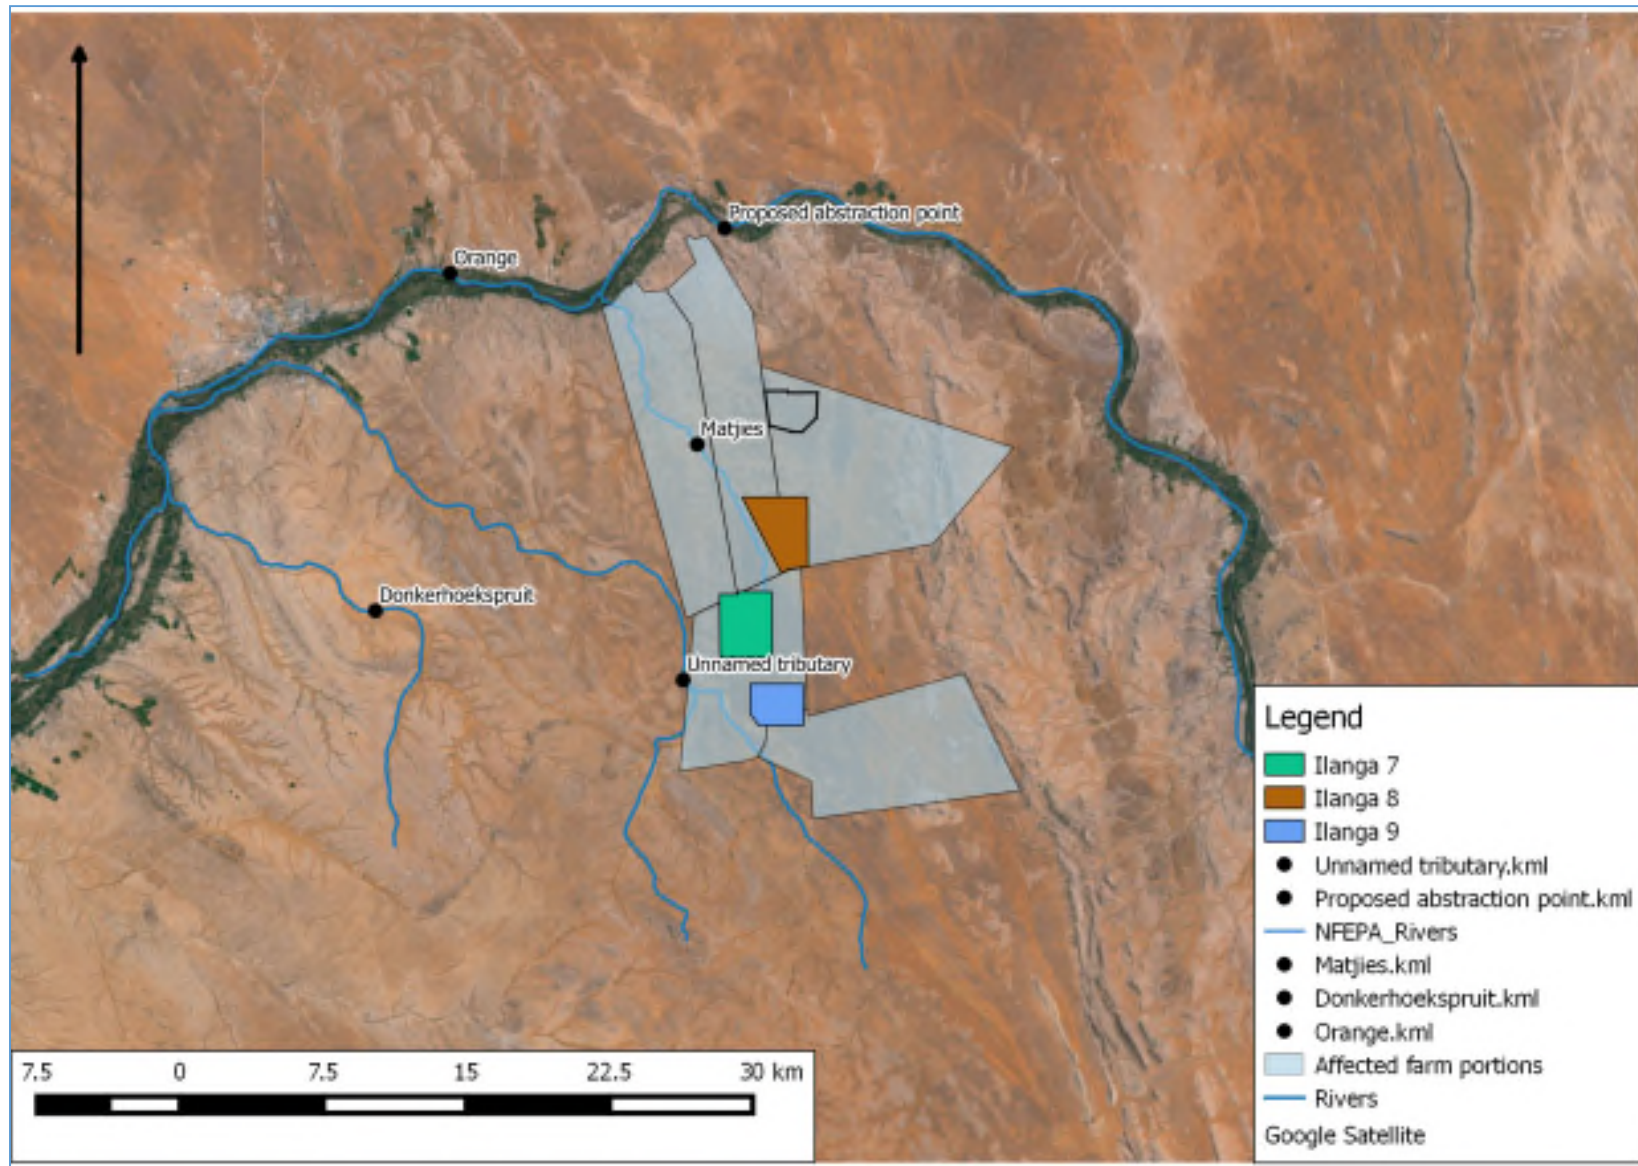 Proposed abstraction point
Orange
Matjies
Donkerhoekspruit
Unnamed tributary
Legend
Ilanga 7
Ilanga 8
Ilanga 9
Unnamed tributary.kml
Proposed abstraction point.kml
NFEPA_Rivers
Matjies.kml
Donkerhoekspruit.kml
Orange.kml
Affected farm portions
Rivers
Google Satellite
7.5 0 7.5 15 22.5 30 km